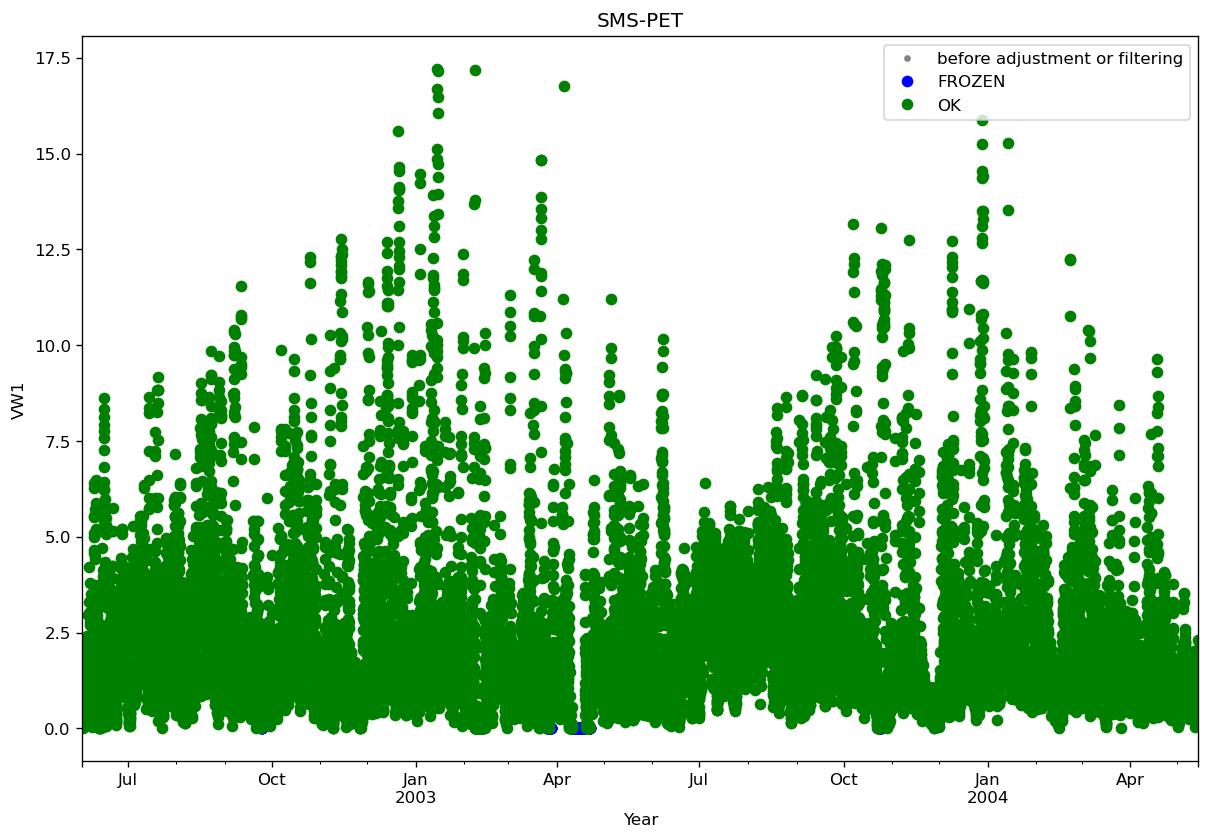 SMS-PET
17.5
15.0
12.5
10.0
7.5
5.0
2.5
0.0
VW1
before adjustment or filtering
FROZEN
OK
Jul Oct Jan Apr Jul Oct Jan Apr
2003 2004
Year